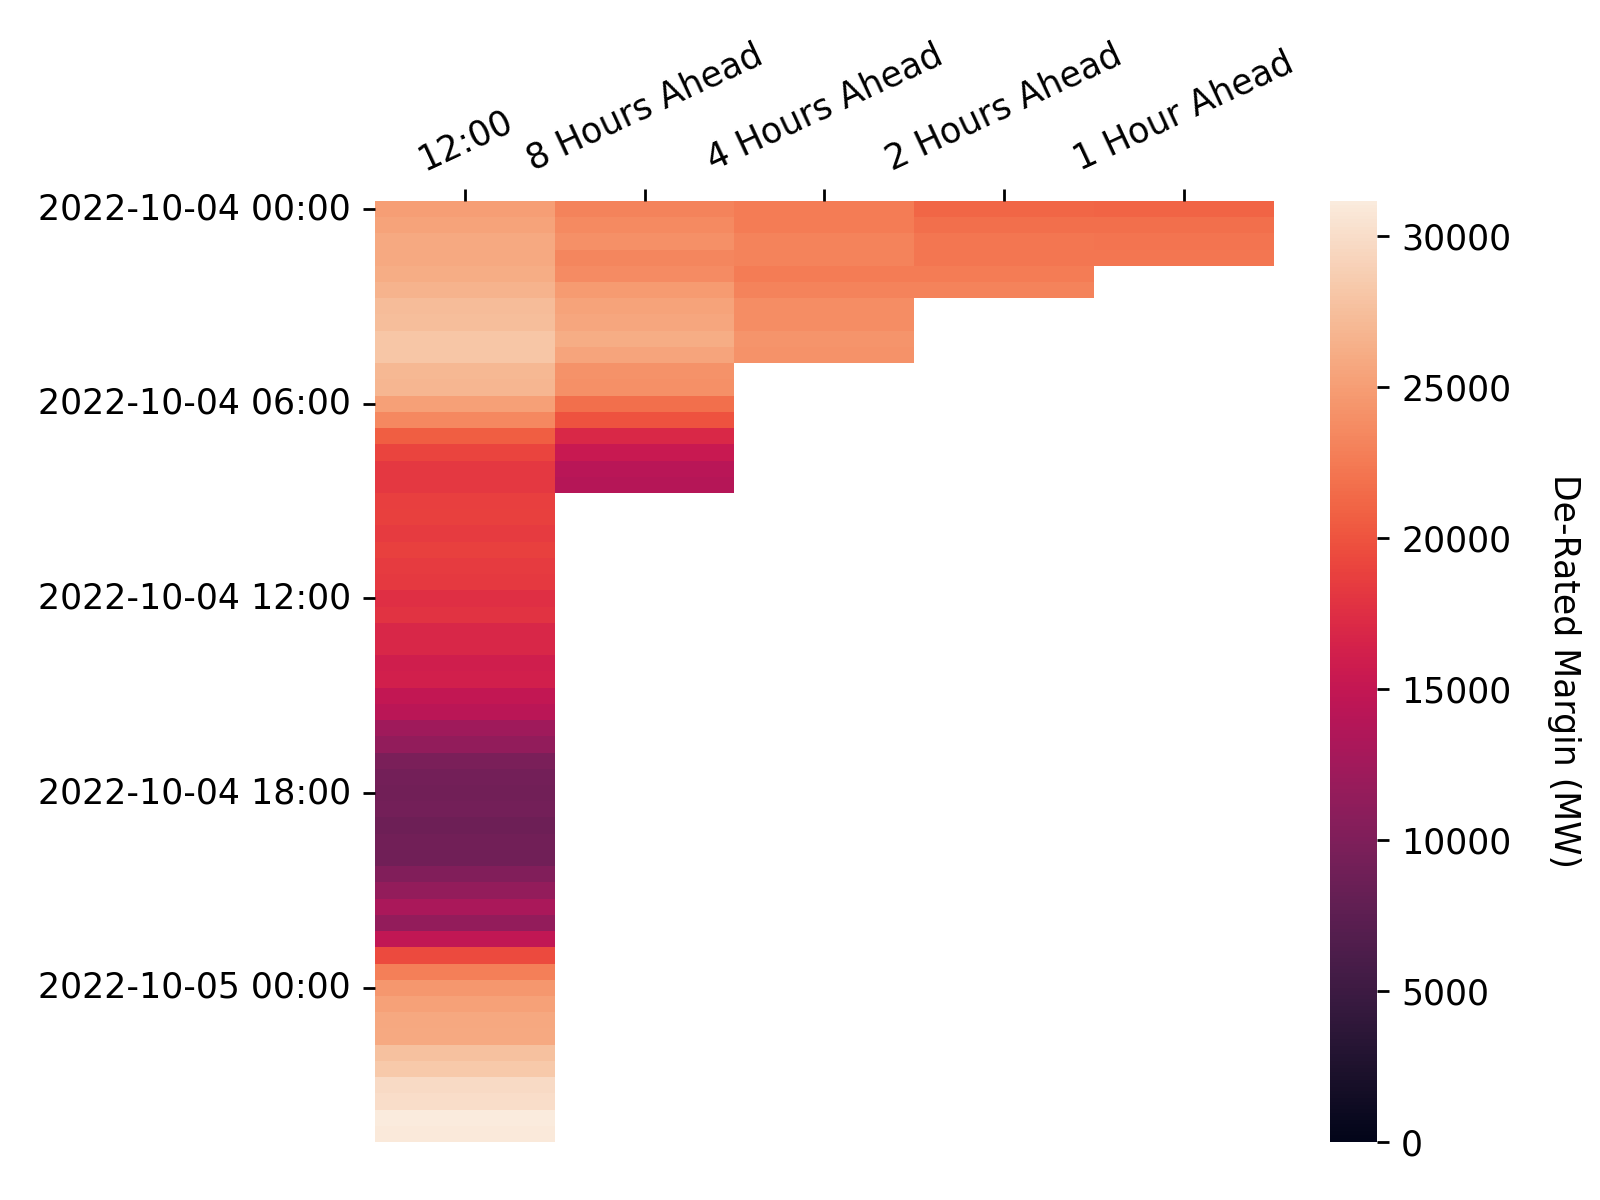 12:00
8 Hours Ahead
4 Hours Ahead
2 Hours Ahead
1 Hour Ahead
2022-10-04 00:00
2022-10-04 06:00
2022-10-04 12:00
2022-10-04 18:00
2022-10-05 00:00
30000
25000
20000
15000
10000
5000
0
De-Rated Margin (MW)